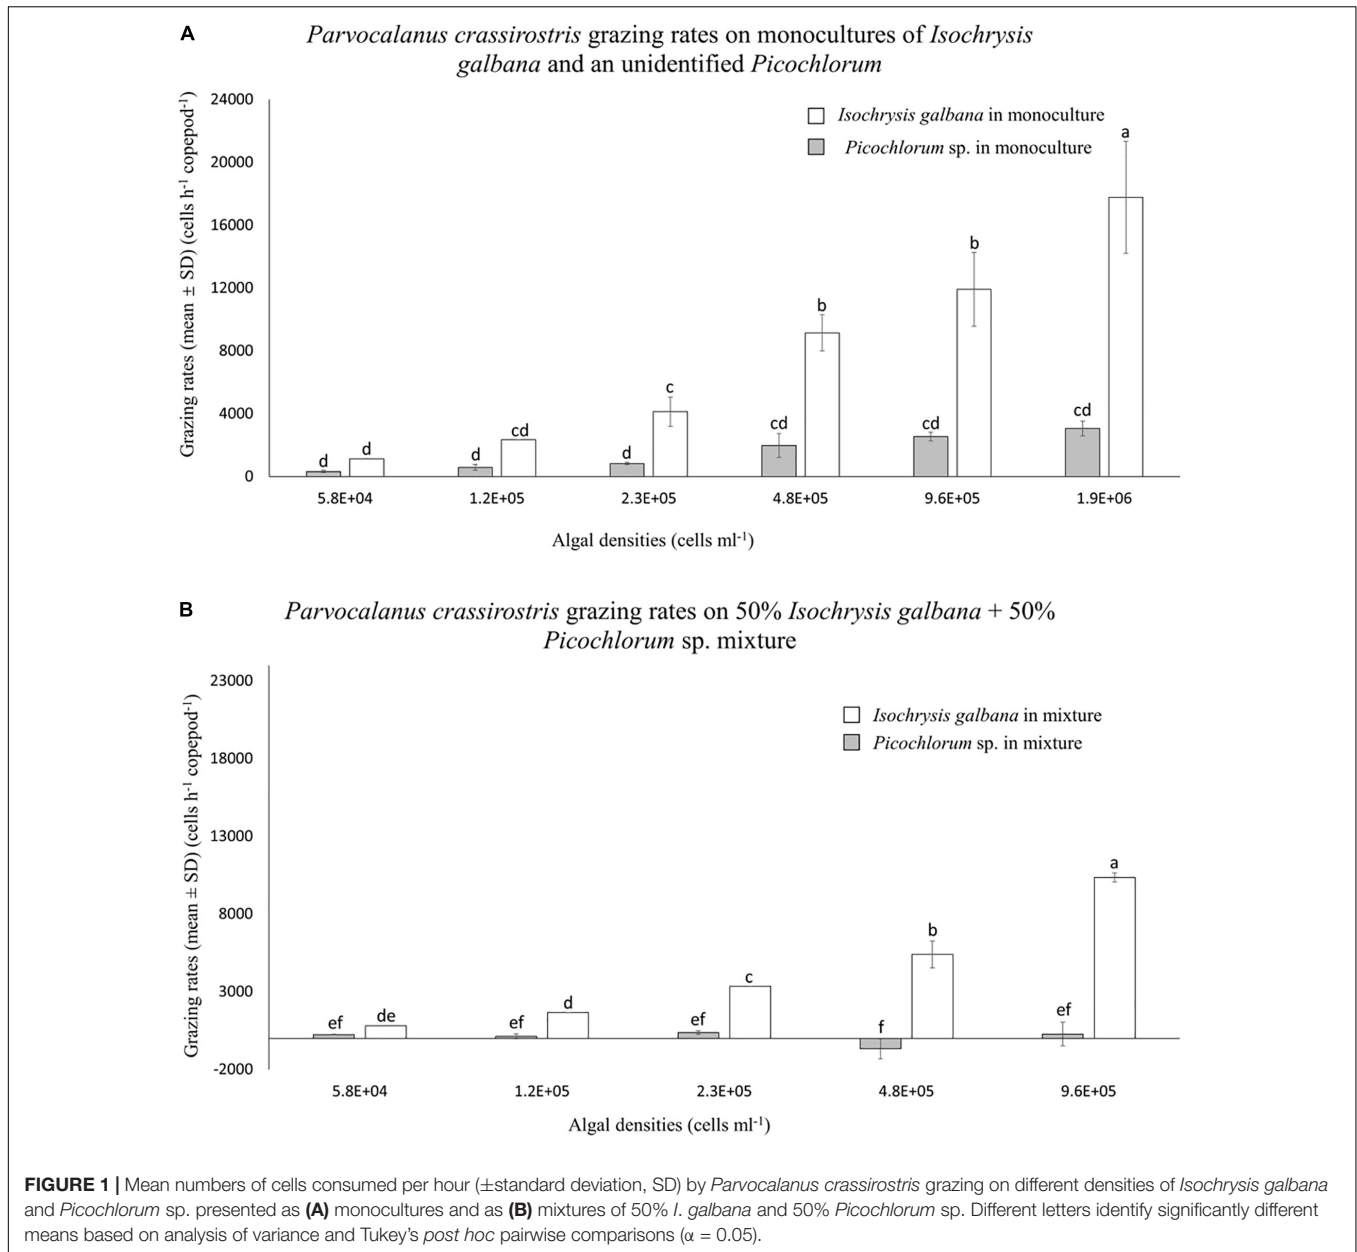 A
Parvocalanus crassirostris grazing rates on monocultures of Isochrysis
galbana and an unidentified Picochlorum
Grazing rates (mean ± SD) (cells h-1 copepod-1)
24000
20000
16000
12000
8000
4000
0
Isochrysis galbana in monoculture
Picochlorum sp. in monoculture
d d d cd d c cd b cd b cd a
5.8E+04 1.2E+05 2.3E+05 4.8E+05 9.6E+05 1.9E+06
Algal densities (cells ml-1)
B
Parvocalanus crassirostris grazing rates on 50% Isochrysis galbana + 50%
Picochlorum sp. mixture
Grazing rates (mean ± SD) (cells h-1 copepod-1)
23000
18000
13000
8000
3000
-2000
Isochrysis galbana in mixture
Picochlorum sp. in mixture
ef de ef d ef c f b ef a
5.8E+04 1.2E+05 2.3E+05 4.8E+05 9.6E+05
Algal densities (cells ml-1)
FIGURE 1 | Mean numbers of cells consumed per hour (±standard deviation, SD) by Parvocalanus crassirostris grazing on different densities of Isochrysis galbana
and Picochlorum sp. presented as (A) monocultures and as (B) mixtures of 50% I. galbana and 50% Picochlorum sp. Different letters identify significantly different
means based on analysis of variance and Tukey's post hoc pairwise comparisons (α = 0.05).